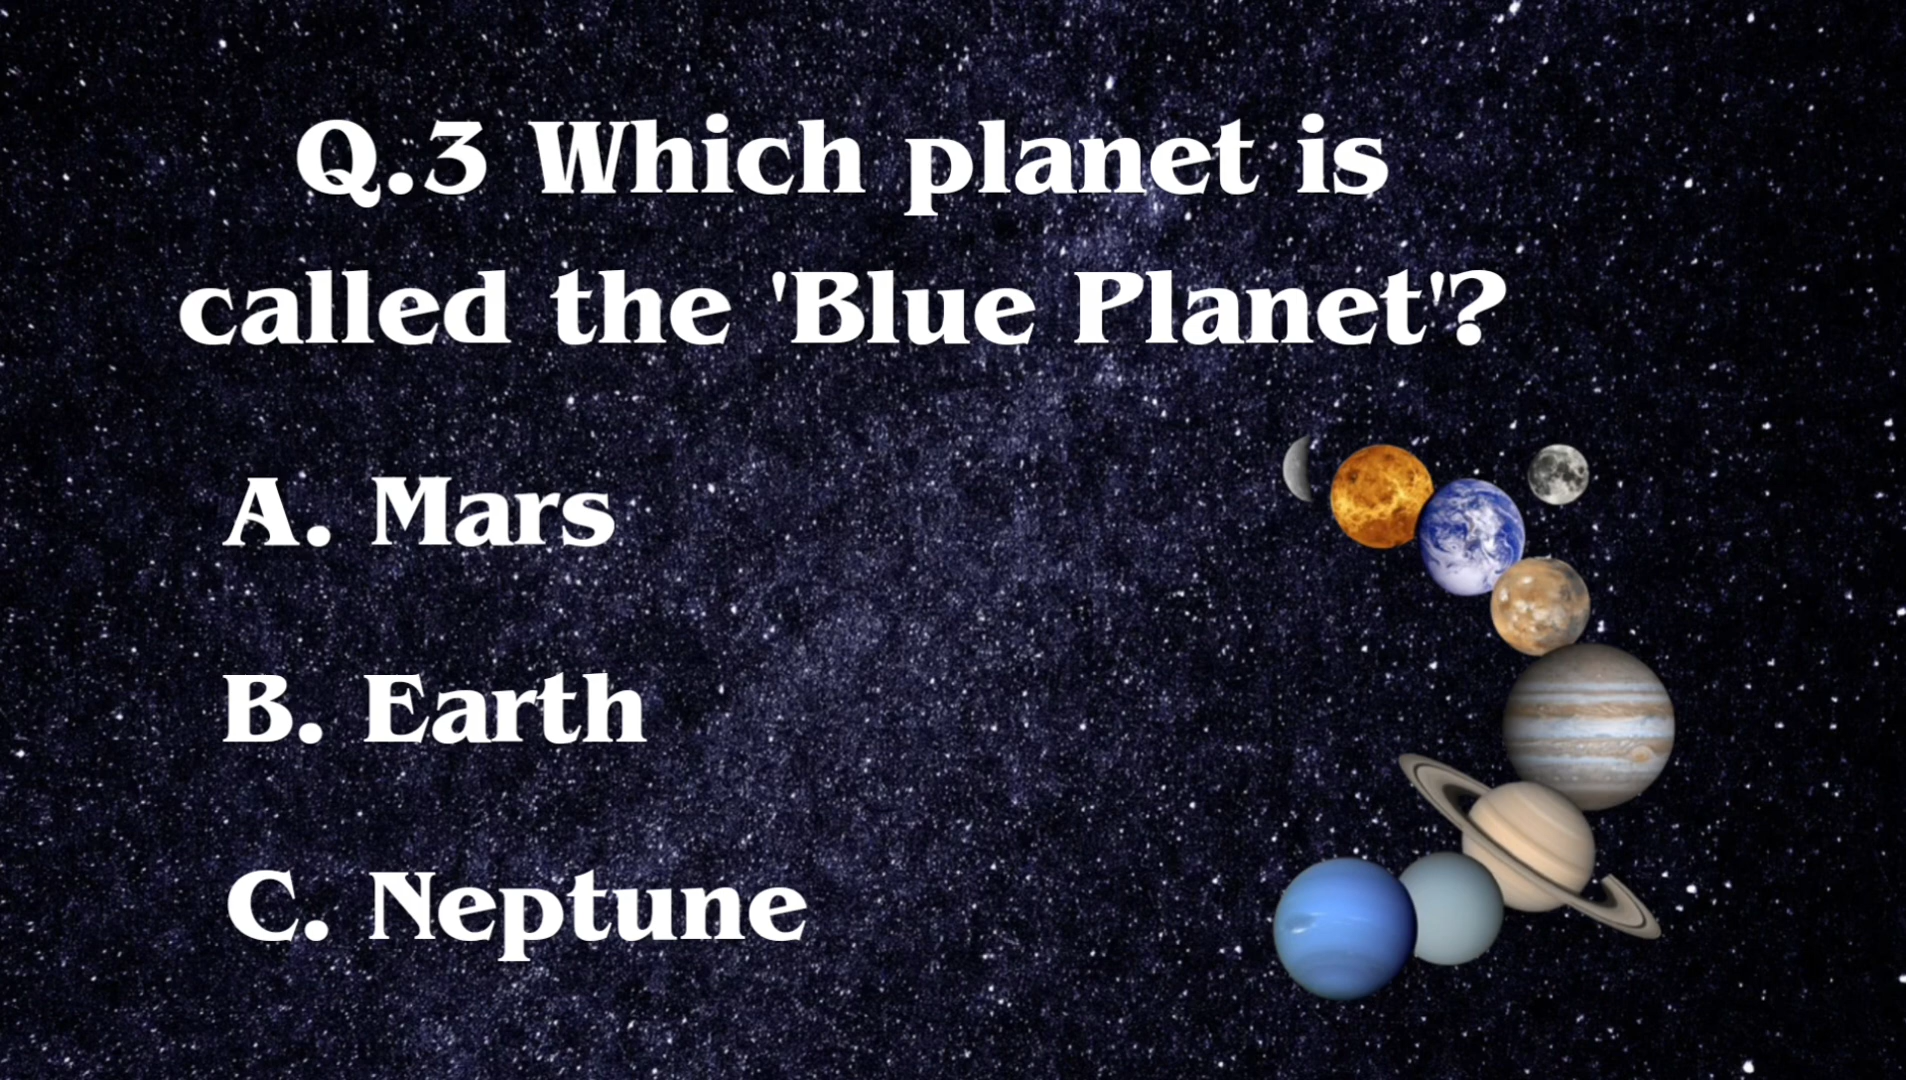 Q.3 Which planet is
called the 'Blue Planet'?
A. Mars
B. Earth
C. Neptune